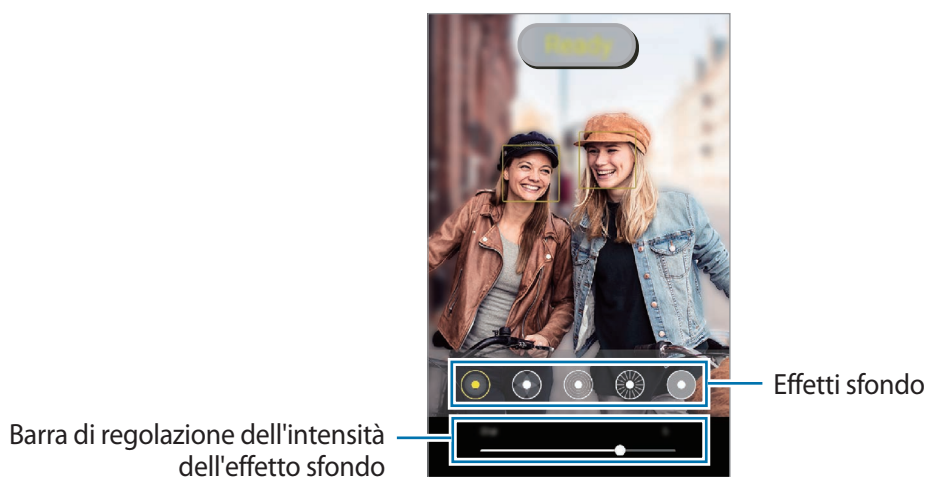 Ready
Effetti sfondo
Barra di regolazione dell'intensità
dell'effetto sfondo